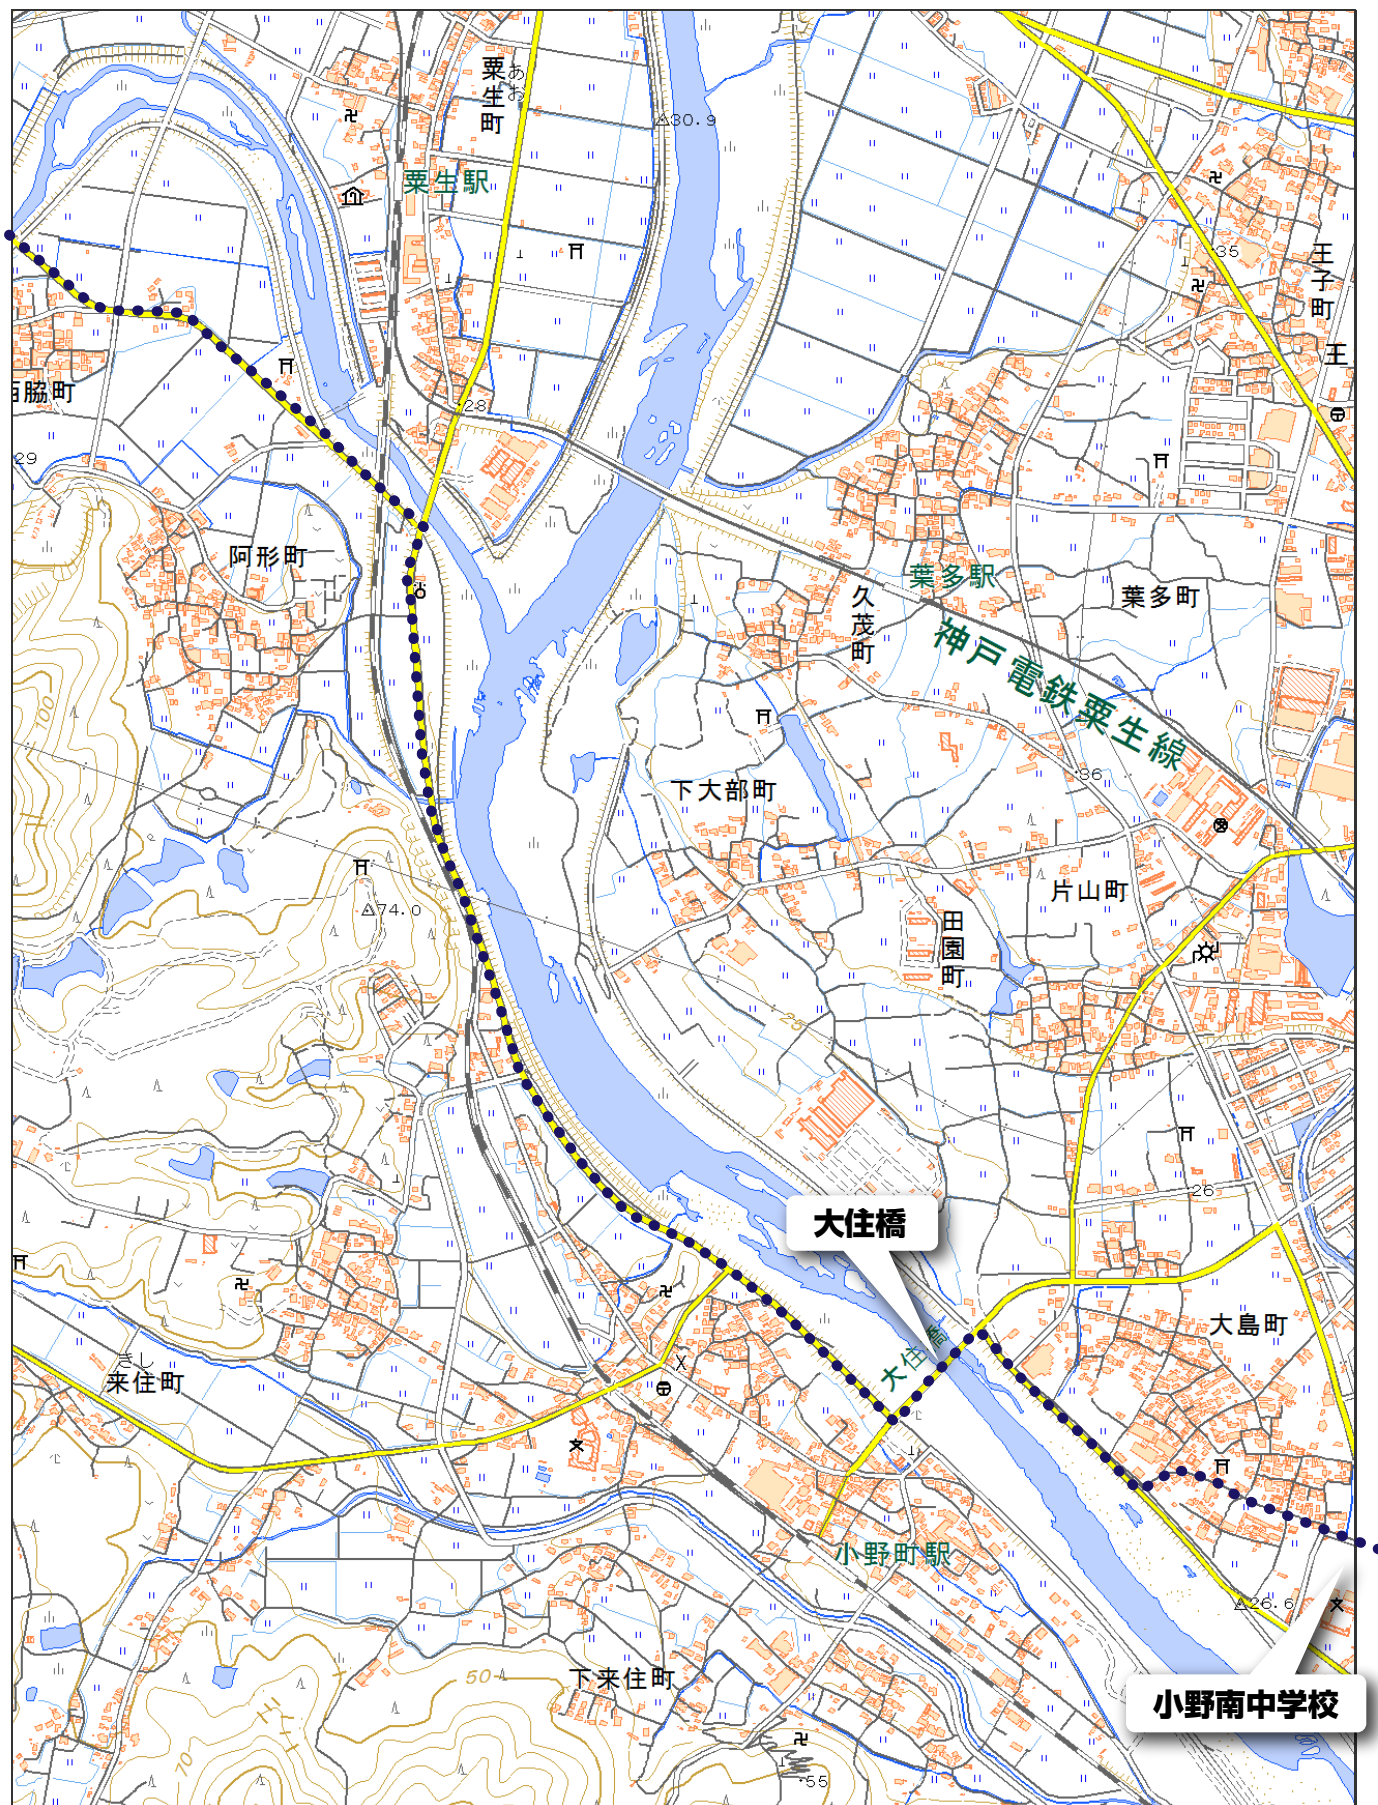 粟生町
あお
30.9
粟生駅
35
王子町
王
西脇町
28
29
阿形町
葉多駅
久茂町
葉多町
神戸電鉄粟生線
100
36
下大部町
片山町
74.0
田園町
25
26
大住橋
大島町
大住橋
きし
来住町
小野町駅
26.6
50
下来住町
小野南中学校
70
55